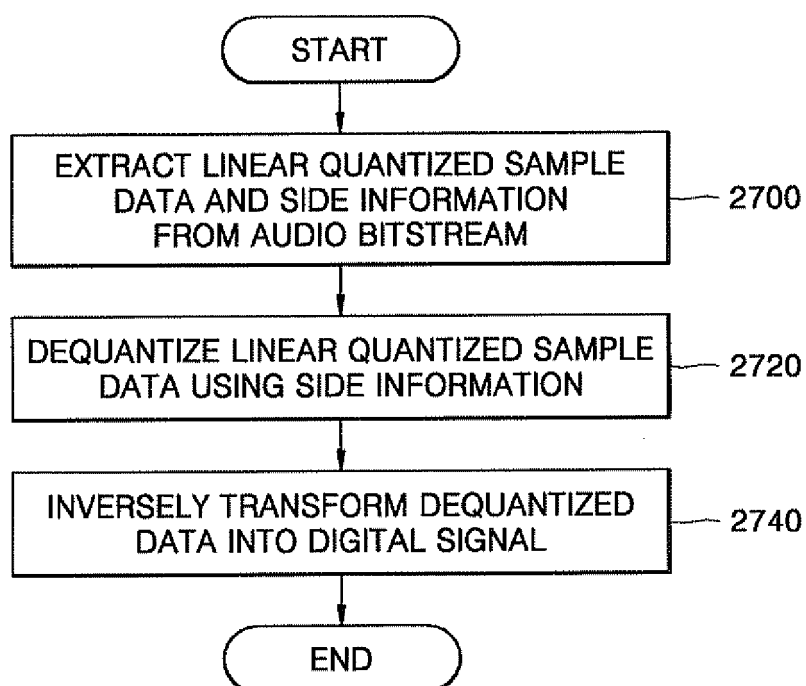 START
EXTRACT LINEAR QUANTIZED SAMPLE
DATA AND SIDE INFORMATION
FROM AUDIO BITSTREAM
2700
DEQUANTIZE LINEAR QUANTIZED SAMPLE
DATA USING SIDE INFORMATION
2720
INVERSELY TRANSFORM DEQUANTIZED
DATA INTO DIGITAL SIGNAL
2740
END